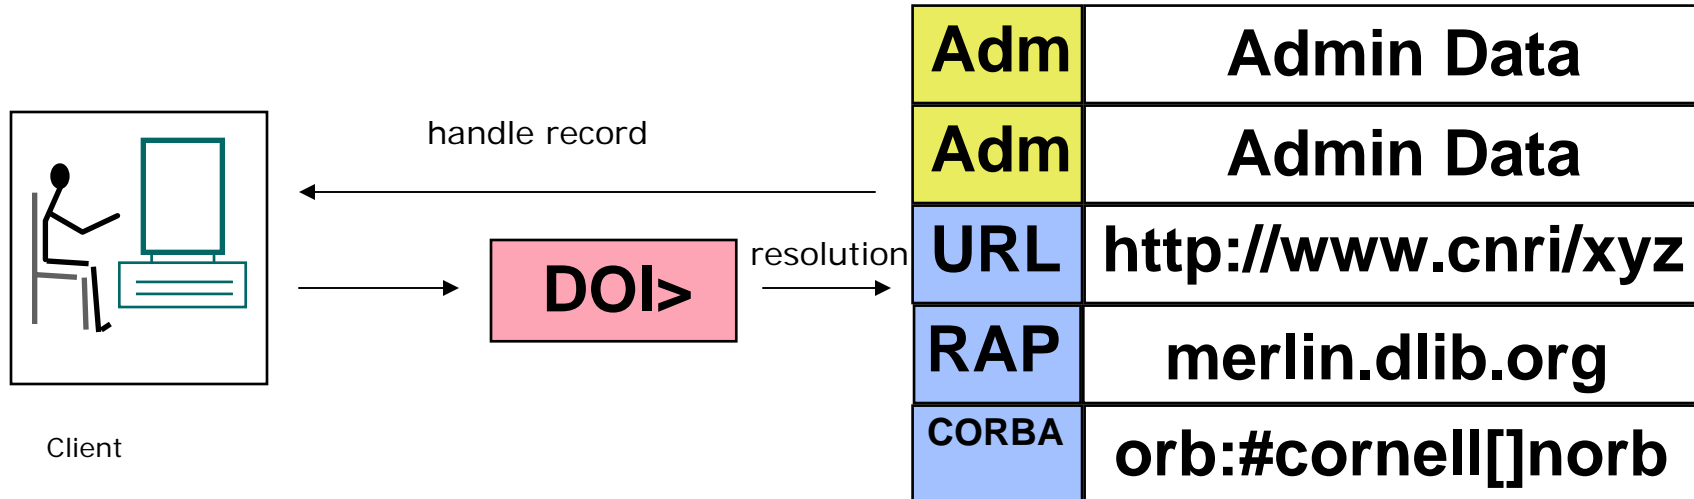 handle record
Client
DOI>
resolution
Adm Admin Data
Adm Admin Data
URL http://www.cnri/xyz
RAP merlin.dlib.org
CORBA orb:#cornell[]norb